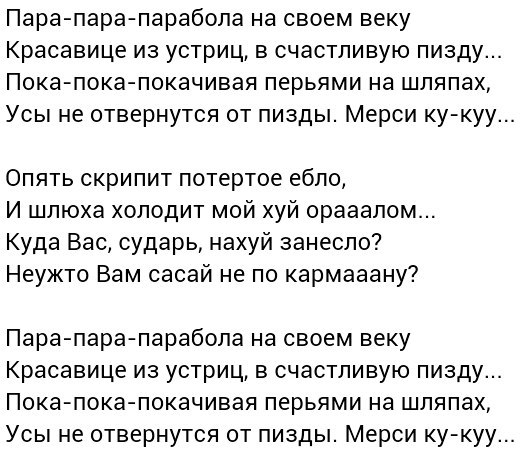 Пара-пара-парабола на своем веку
Красавице из устриц, в счастливую пизду...
Пока-пока-покачивая перьями на шляпах,
Усы не отвернутся от пизды. Мерси ку-куу...

Опять скрипит потертое ебло,
И шлюха холодит мой хуй орааалом...
Куда Вас, сударь, нахуй занесло?
Неужто Вам сасай не по кармааану?

Пара-пара-парабола на своем веку
Красавице из устриц, в счастливую пизду...
Пока-пока-покачивая перьями на шляпах,
Усы не отвернутся от пизды. Мерси ку-куу...